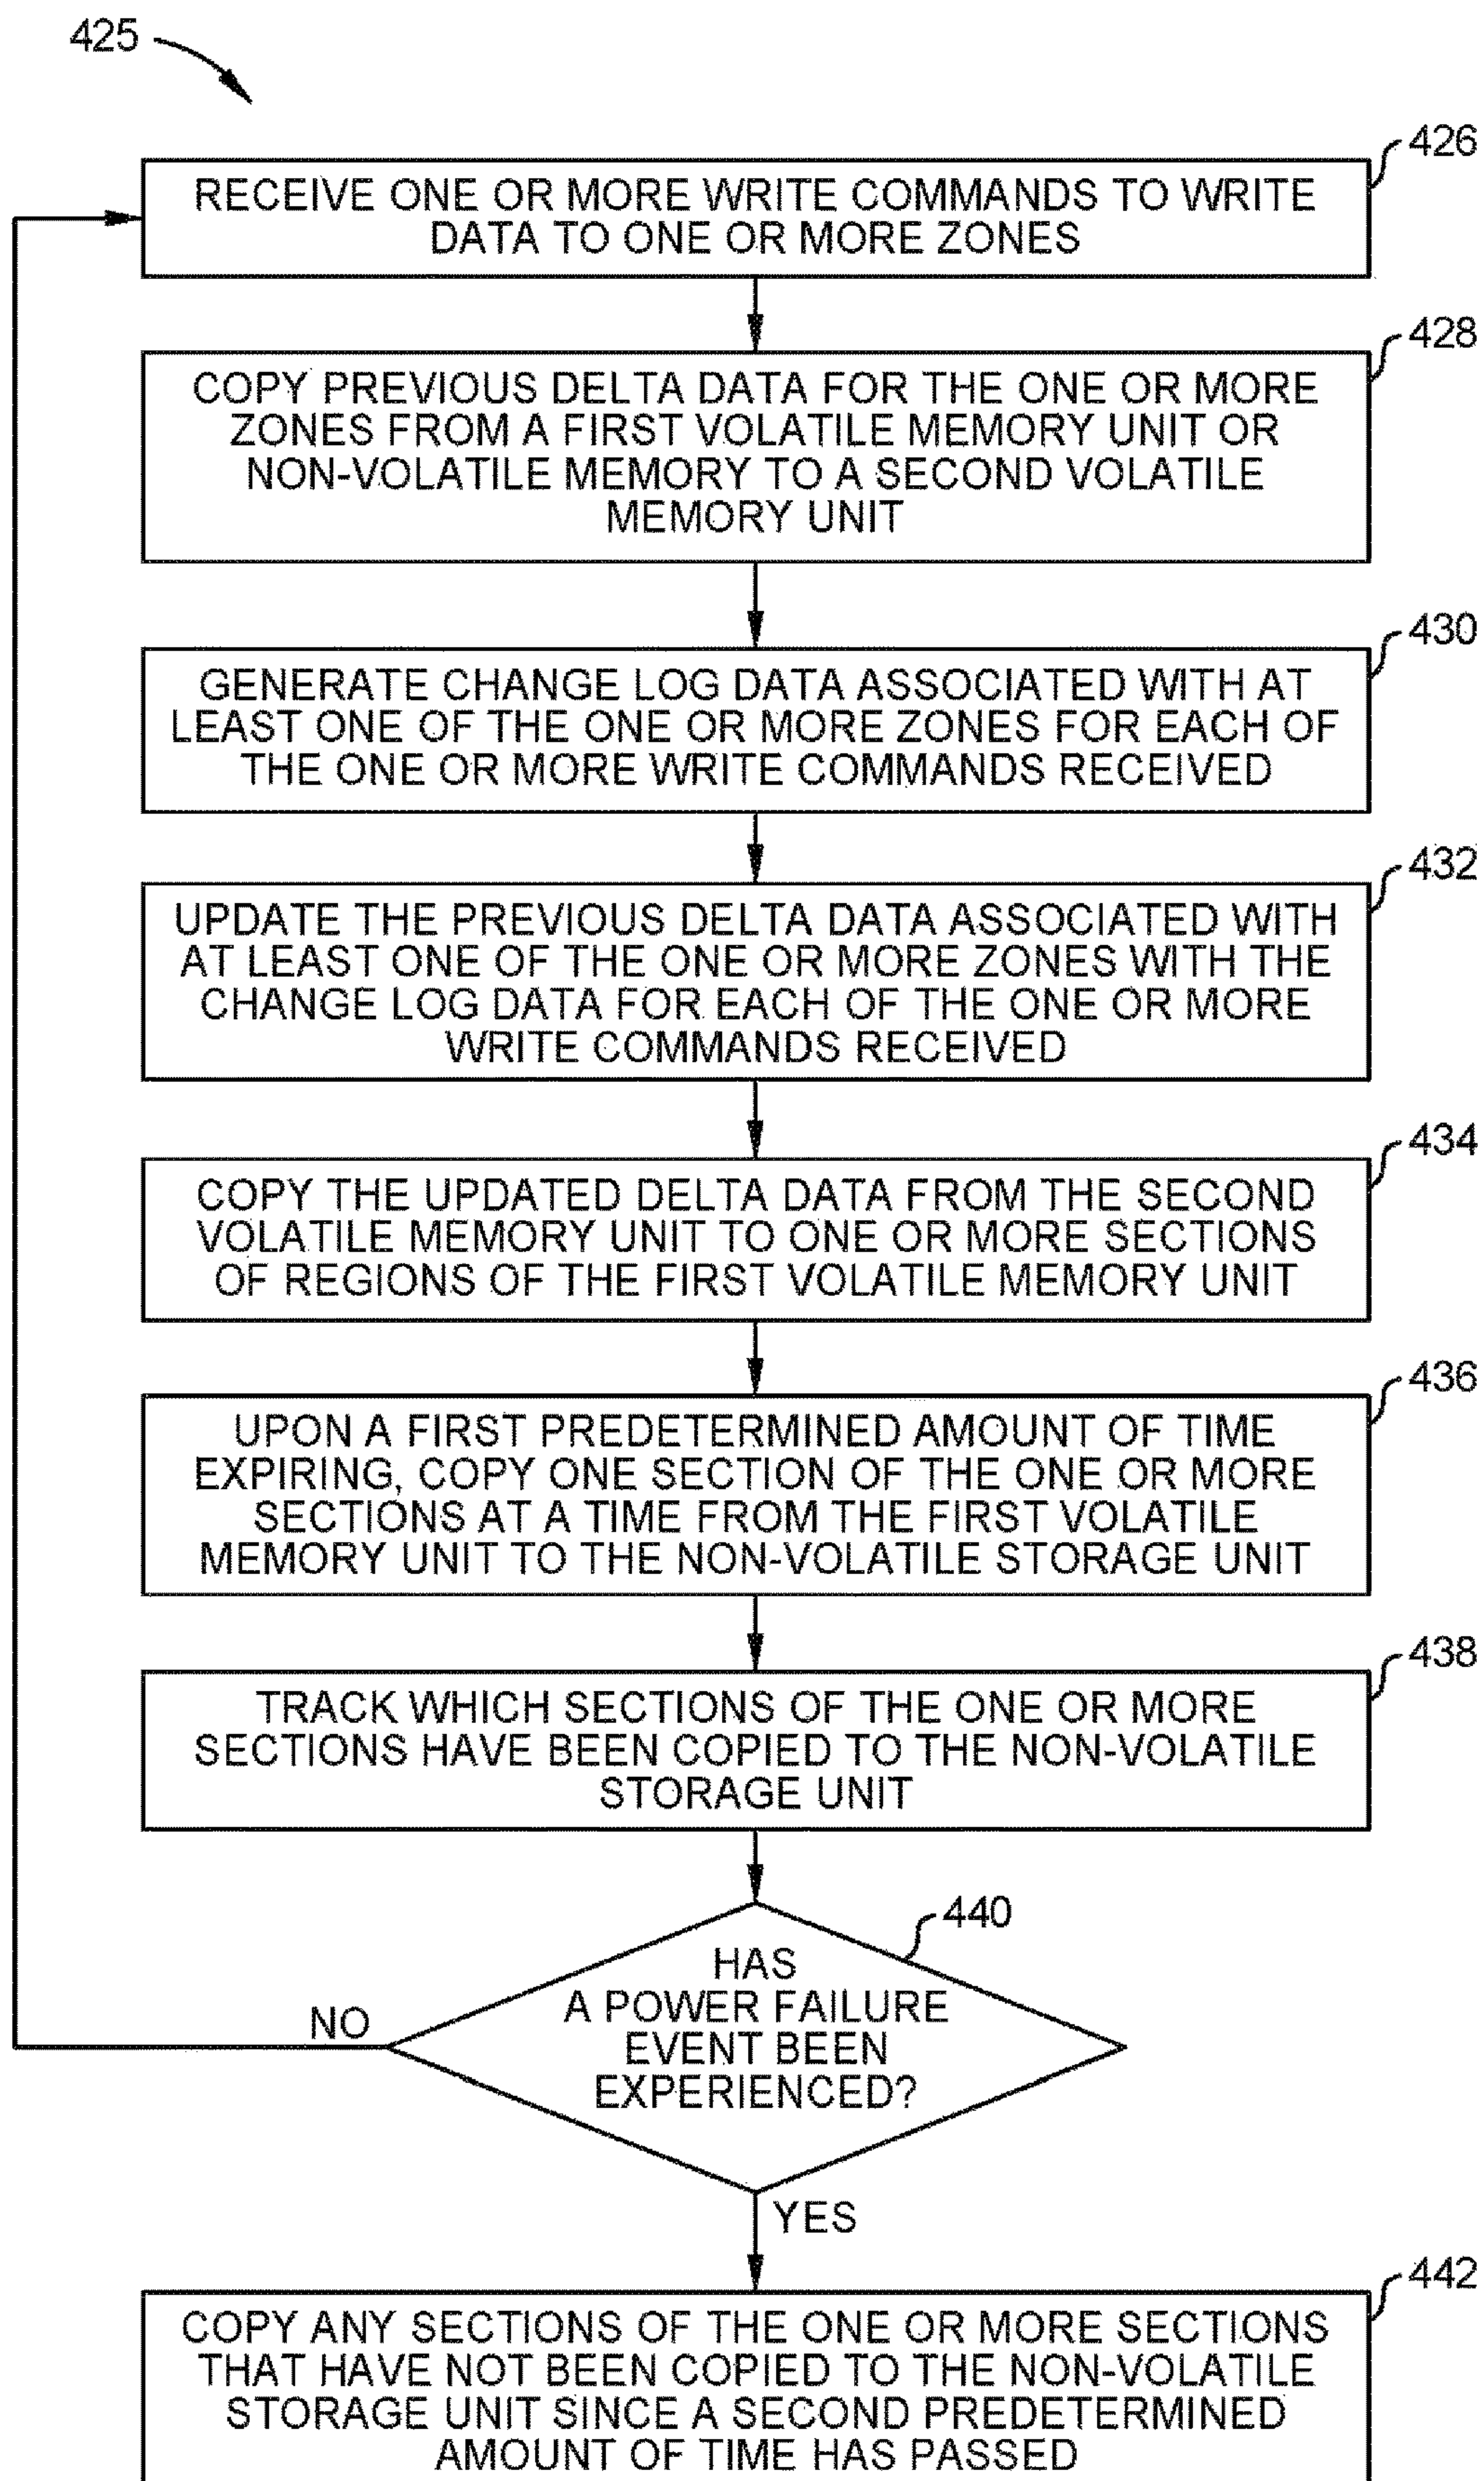 425
426
RECEIVE ONE OR MORE WRITE COMMANDS TO WRITE
DATA TO ONE OR MORE ZONES
428
COPY PREVIOUS DELTA DATA FOR THE ONE OR MORE
ZONES FROM A FIRST VOLATILE MEMORY UNIT OR
NON-VOLATILE MEMORY TO A SECOND VOLATILE
MEMORY UNIT
430
GENERATE CHANGE LOG DATA ASSOCIATED WITH AT
LEAST ONE OF THE ONE OR MORE ZONES FOR EACH OF
THE ONE OR MORE WRITE COMMANDS RECEIVED
432
UPDATE THE PREVIOUS DELTA DATA ASSOCIATED WITH
AT LEAST ONE OF THE ONE OR MORE ZONES WITH THE
CHANGE LOG DATA FOR EACH OF THE ONE OR MORE
WRITE COMMANDS RECEIVED
434
COPY THE UPDATED DELTA DATA FROM THE SECOND
VOLATILE MEMORY UNIT TO ONE OR MORE SECTIONS
OF REGIONS OF THE FIRST VOLATILE MEMORY UNIT
436
UPON A FIRST PREDETERMINED AMOUNT OF TIME
EXPIRING, COPY ONE SECTION OF THE ONE OR MORE
SECTIONS AT A TIME FROM THE FIRST VOLATILE
MEMORY UNIT TO THE NON-VOLATILE STORAGE UNIT
438
TRACK WHICH SECTIONS OF THE ONE OR MORE
SECTIONS HAVE BEEN COPIED TO THE NON-VOLATILE
STORAGE UNIT
440
HAS
A POWER FAILURE
EVENT BEEN
EXPERIENCED?
NO
YES
442
COPY ANY SECTIONS OF THE ONE OR MORE SECTIONS
THAT HAVE NOT BEEN COPIED TO THE NON-VOLATILE
STORAGE UNIT SINCE A SECOND PREDETERMINED
AMOUNT OF TIME HAS PASSED